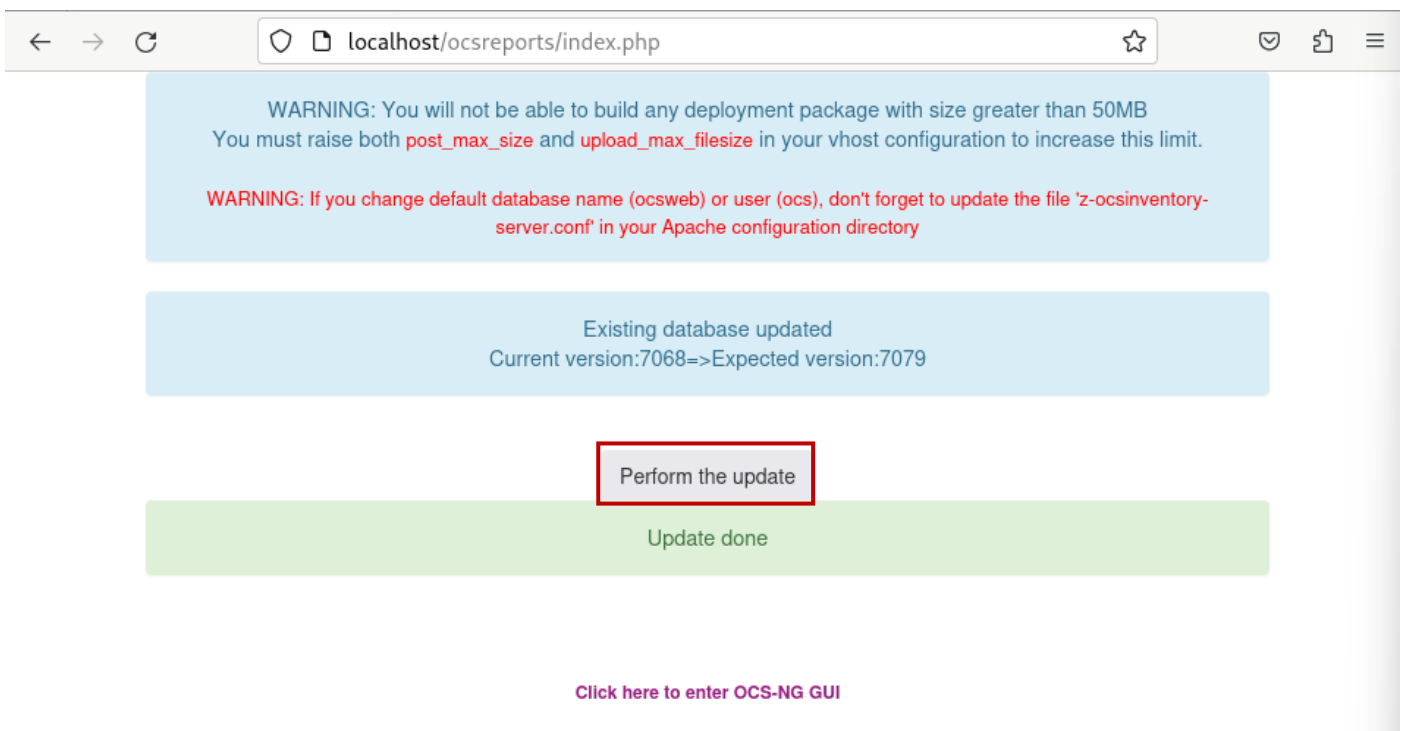 localhost/ocsreports/index.php
WARNING: You will not be able to build any deployment package with size greater than 50MB
You must raise both post_max_size and upload_max_filesize in your vhost configuration to increase this limit.
WARNING: If you change default database name (ocsweb) or user (ocs), don't forget to update the file 'z-ocsinventory-
server.conf' in your Apache configuration directory
Existing database updated
Current version:7068=>Expected version:7079
Perform the update
Update done
Click here to enter OCS-NG GUI